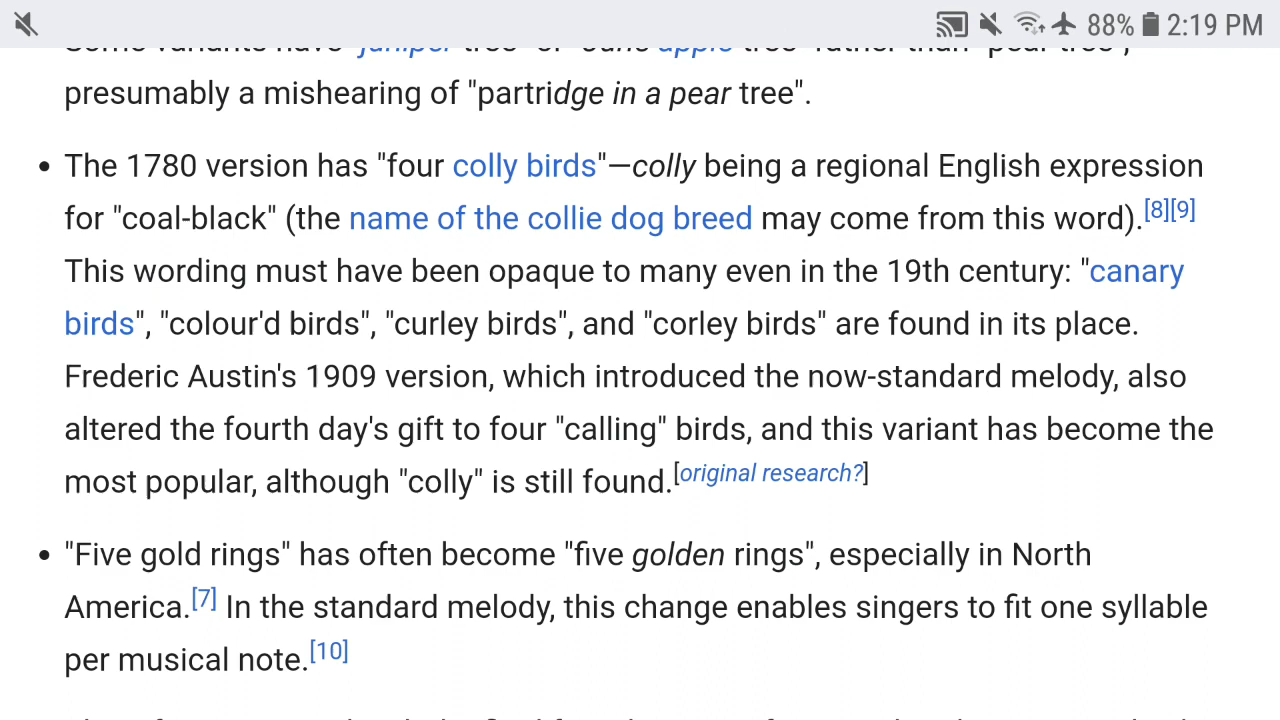 88% 2:19 PM
presumably a mishearing of "partridge in a pear tree".
• The 1780 version has "four colly birds"—colly being a regional English expression
for "coal-black" (the name of the collie dog breed may come from this word).[8][9]
This wording must have been opaque to many even in the 19th century: "canary
birds", "colour'd birds", "curley birds", and "corley birds" are found in its place.
Frederic Austin's 1909 version, which introduced the now-standard melody, also
altered the fourth day's gift to four "calling" birds, and this variant has become the
most popular, although "colly" is still found.[original research?]
• "Five gold rings" has often become "five golden rings", especially in North
America.[7] In the standard melody, this change enables singers to fit one syllable
per musical note.[10]